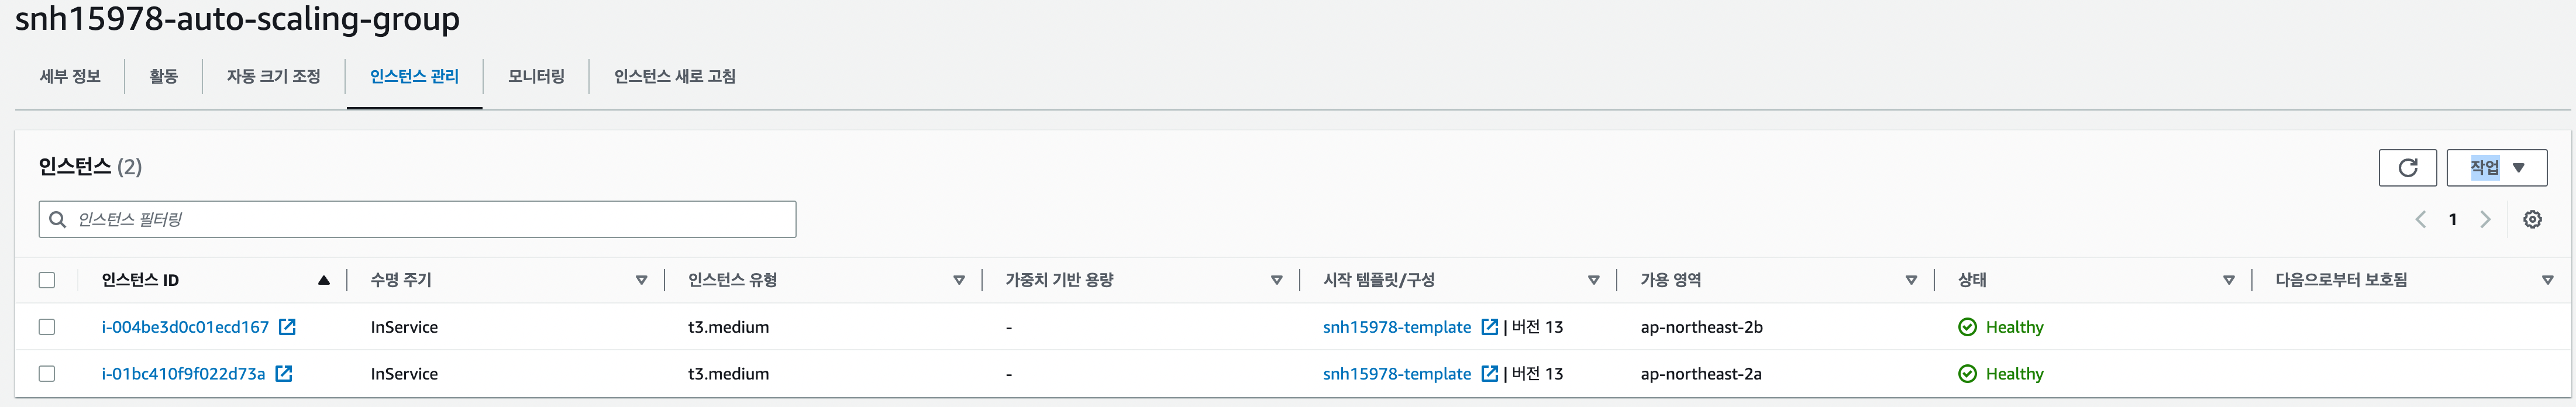 snh15978-auto-scaling-group
세부 정보 활동 자동 크기 조정 인스턴스 관리 모니터링 인스턴스 새로 고침
인스턴스 (2) 작업
인스턴스 필터링 1
인스턴스 ID 수명 주기 인스턴스 유형 가중치 기반 용량 시작 템플릿/구성 가용 영역 상태 다음으로부터 보호됨
i-004be3d0c01ecd167 InService t3.medium - snh15978-template | 버전 13 ap-northeast-2b Healthy
i-01bc410f9f022d73a InService t3.medium - snh15978-template | 버전 13 ap-northeast-2a Healthy